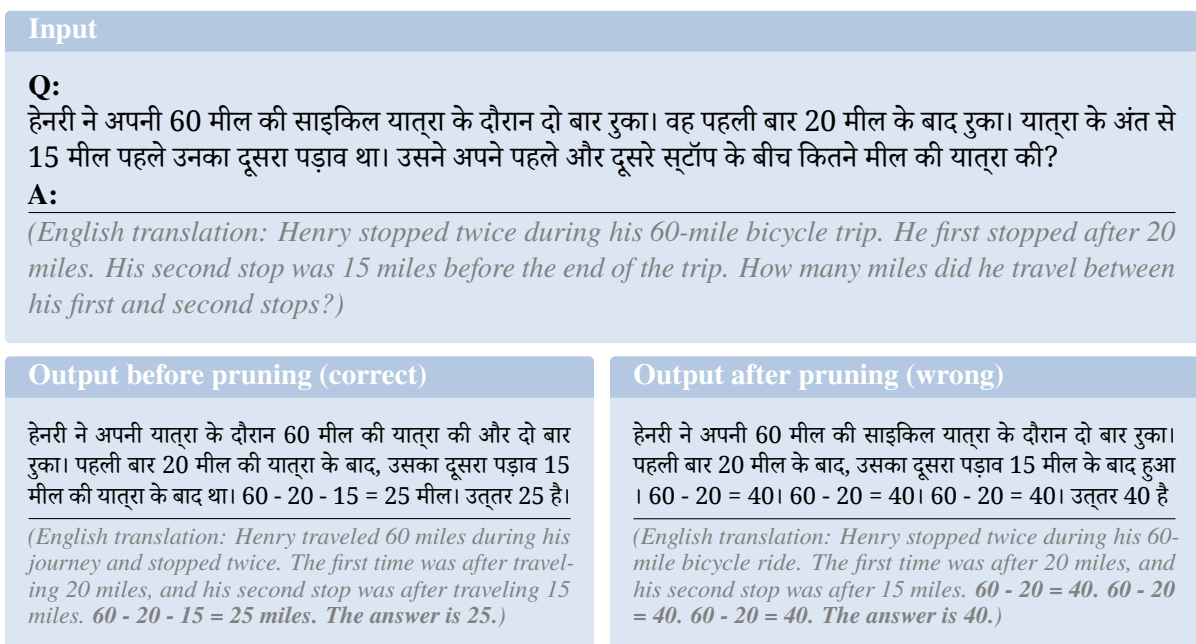 Input
Q:
हेनरी ने अपनी 60 मील की साइकिल यात्रा के दौरान दो बार रुका। वह पहली बार 20 मील के बाद रुका। यात्रा के अंत से
15 मील पहले उनका दूसरा पड़ाव था। उसने अपने पहले और दूसरे स्टॉप के बीच कितने मील की यात्रा की?
A:
(English translation: Henry stopped twice during his 60-mile bicycle trip. He first stopped after 20
miles. His second stop was 15 miles before the end of the trip. How many miles did he travel between
his first and second stops?)
Output before pruning (correct)
हेनरी ने अपनी यात्रा के दौरान 60 मील की यात्रा की और दो बार
रुका। पहली बार 20 मील की यात्रा के बाद, उसका दूसरा पड़ाव 15
मील की यात्रा के बाद था। 60 - 20 - 15 = 25 मील। उत्तर 25 है।
(English translation: Henry traveled 60 miles during his
journey and stopped twice. The first time was after travel-
ing 20 miles, and his second stop was after traveling 15
miles. 60 - 20 - 15 = 25 miles. The answer is 25.)
Output after pruning (wrong)
हेनरी ने अपनी 60 मील की साइकिल यात्रा के दौरान दो बार रुका।
पहली बार 20 मील के बाद, उसका दूसरा पड़ाव 15 मील के बाद हुआ
। 60 - 20 = 40। 60 - 20 = 40। 60 - 20 = 40। उत्तर 40 है
(English translation: Henry stopped twice during his 60-
mile bicycle ride. The first time was after 20 miles, and
his second stop was after 15 miles. 60 - 20 = 40. 60 - 20
= 40. 60 - 20 = 40. The answer is 40.)